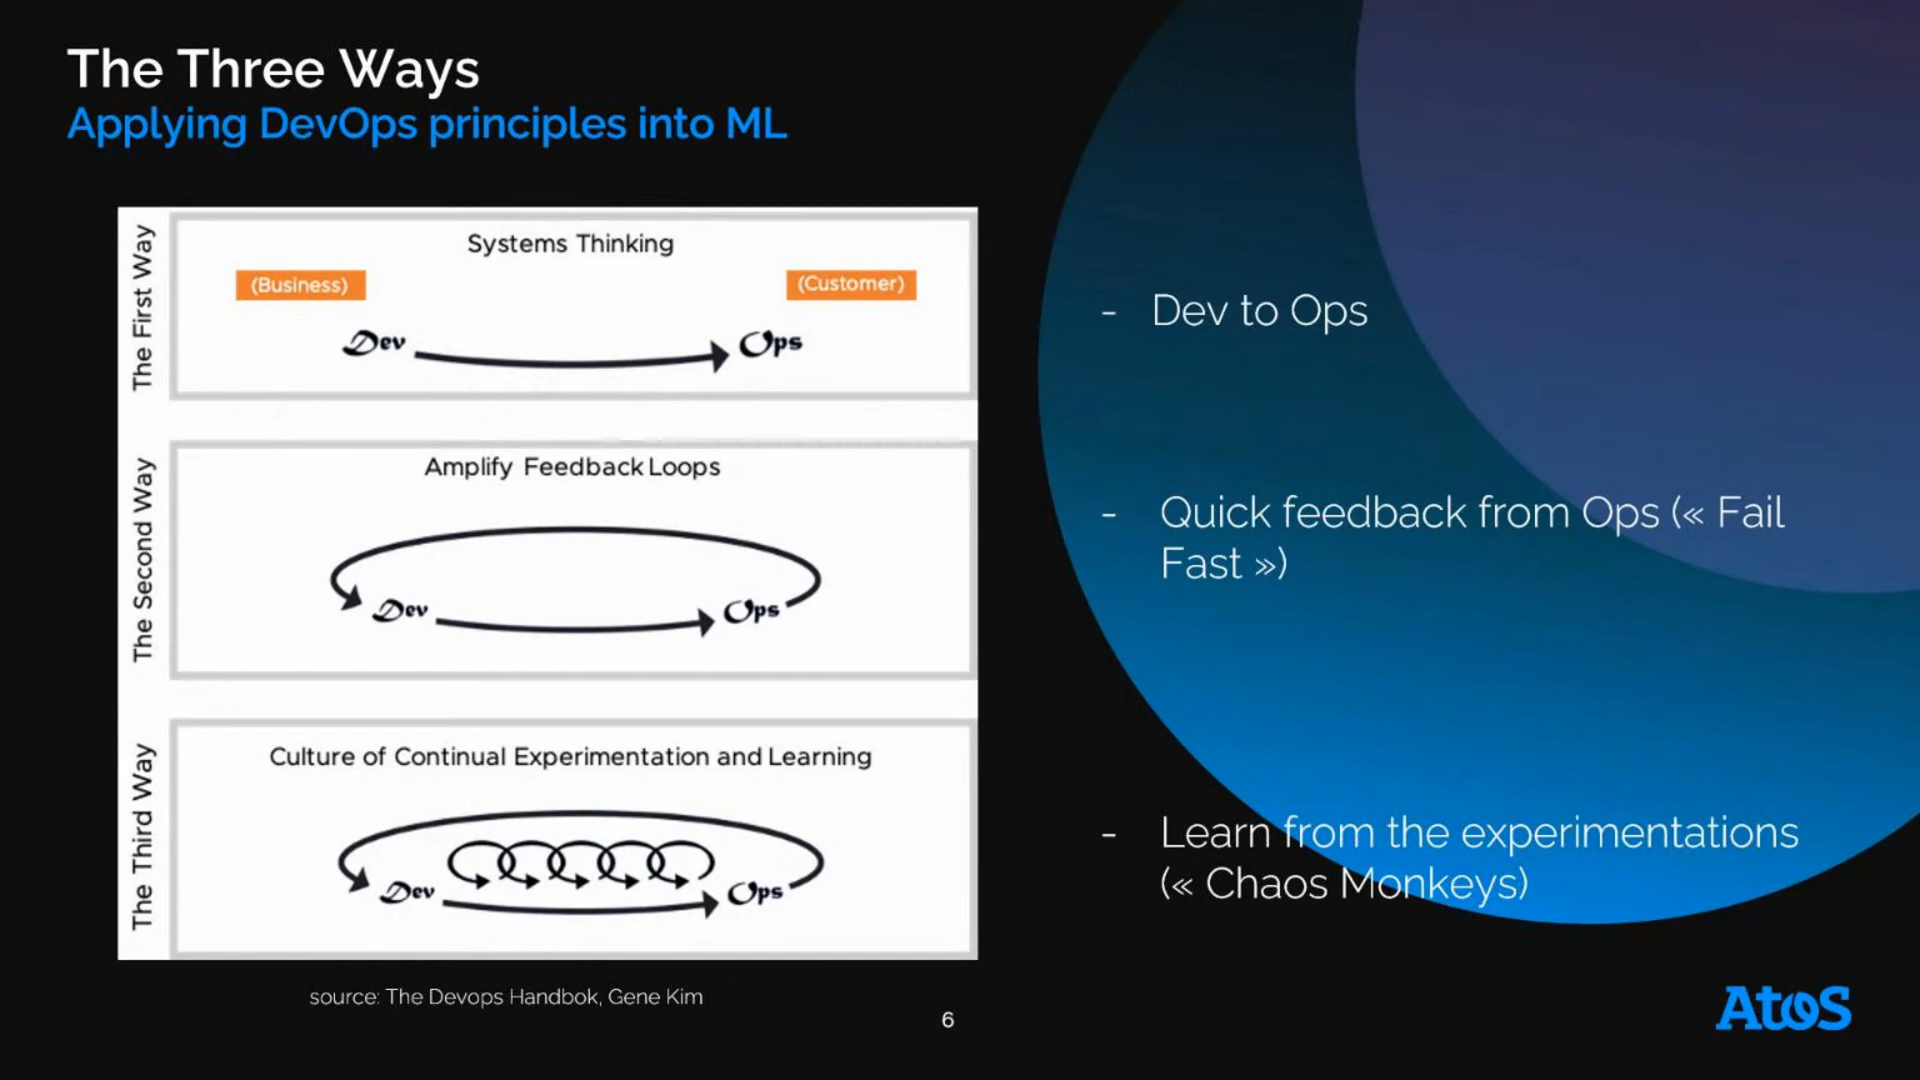 The Three Ways
Applying DevOps principles into ML
The First Way
Systems Thinking
(Business)
(Customer)
Dev
Ops
- Dev to Ops
The Second Way
Amplify Feedback Loops
Dev
Ops
- Quick feedback from Ops (« Fail
Fast »)
The Third Way
Culture of Continual Experimentation and Learning
Dev
Ops
- Learn from the experimentations
(« Chaos Monkeys)
source: The Devops Handbok, Gene Kim
6
Atos